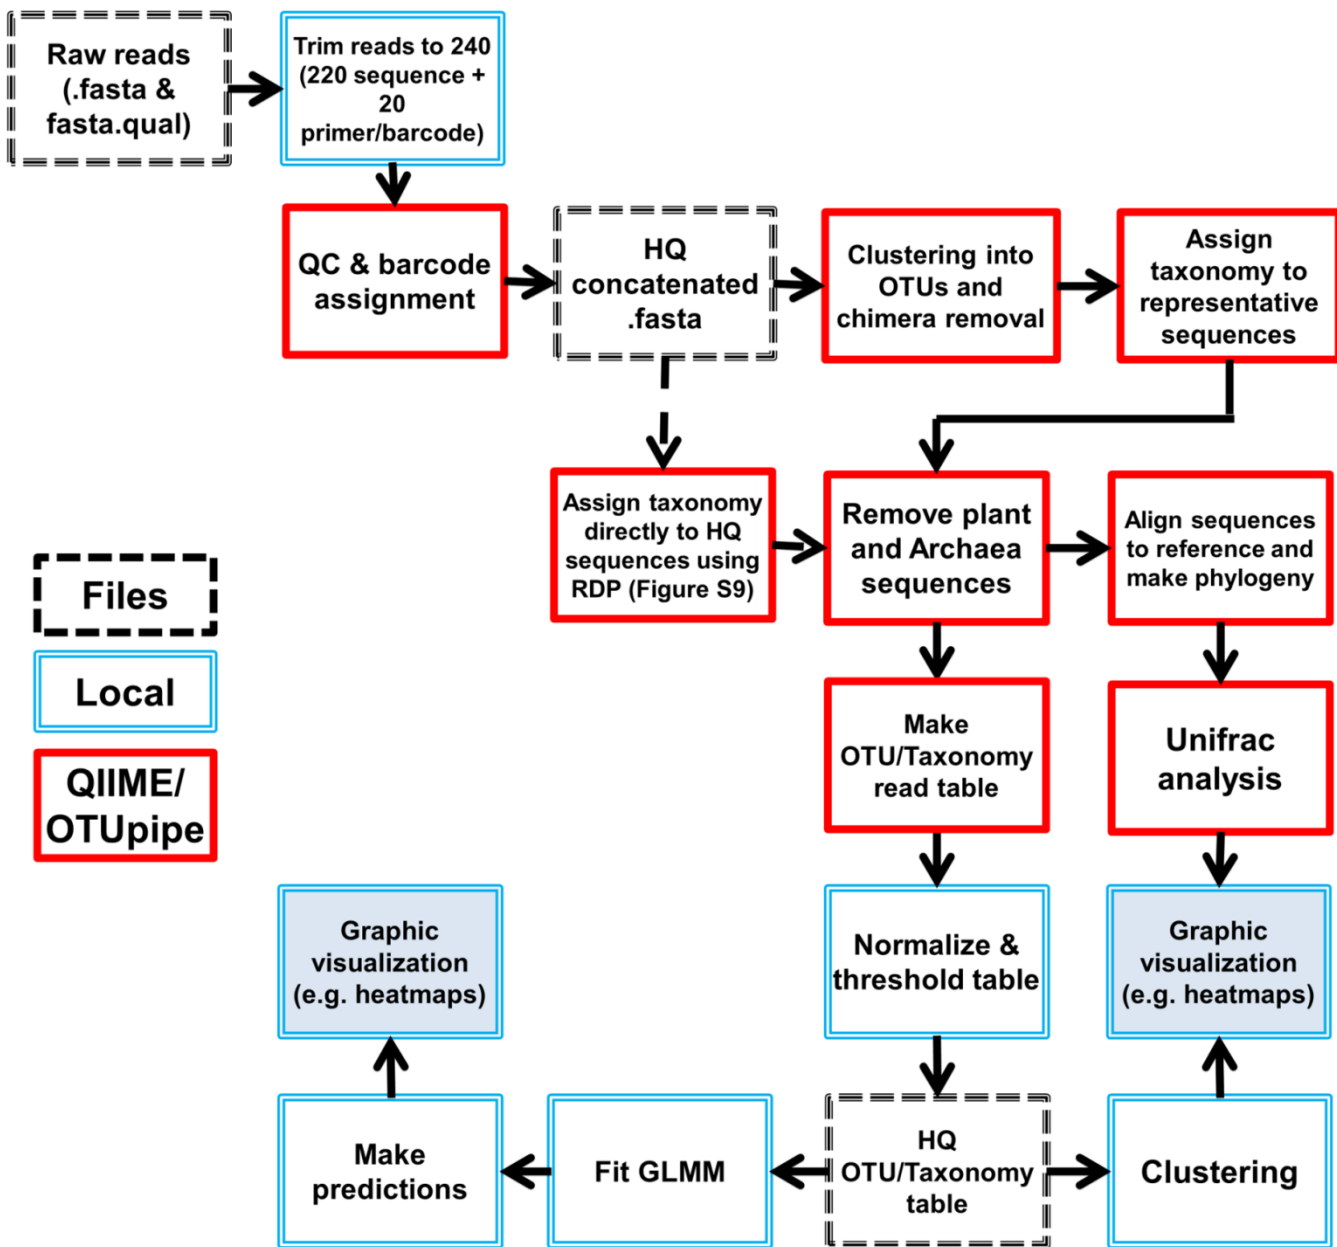 Raw reads
(.fasta &
fasta.qual)
Trim reads to 240
(220 sequence +
20
primer/barcode)
QC & barcode
assignment
HQ
concatenated
.fasta
Clustering into
OTUs and
chimera removal
Assign
taxonomy to
representative
sequences
Assign taxonomy
directly to HQ
sequences using
RDP (Figure S9)
Remove plant
and Archaea
sequences
Align sequences
to reference and
make phylogeny
Files
Local
QIIME/
OTUpipe
Make
OTU/Taxonomy
read table
Unifrac
analysis
Graphic
visualization
(e.g. heatmaps)
Normalize &
threshold table
Graphic
visualization
(e.g. heatmaps)
Make
predictions
Fit GLMM
HQ
OTU/Taxonomy
table
Clustering